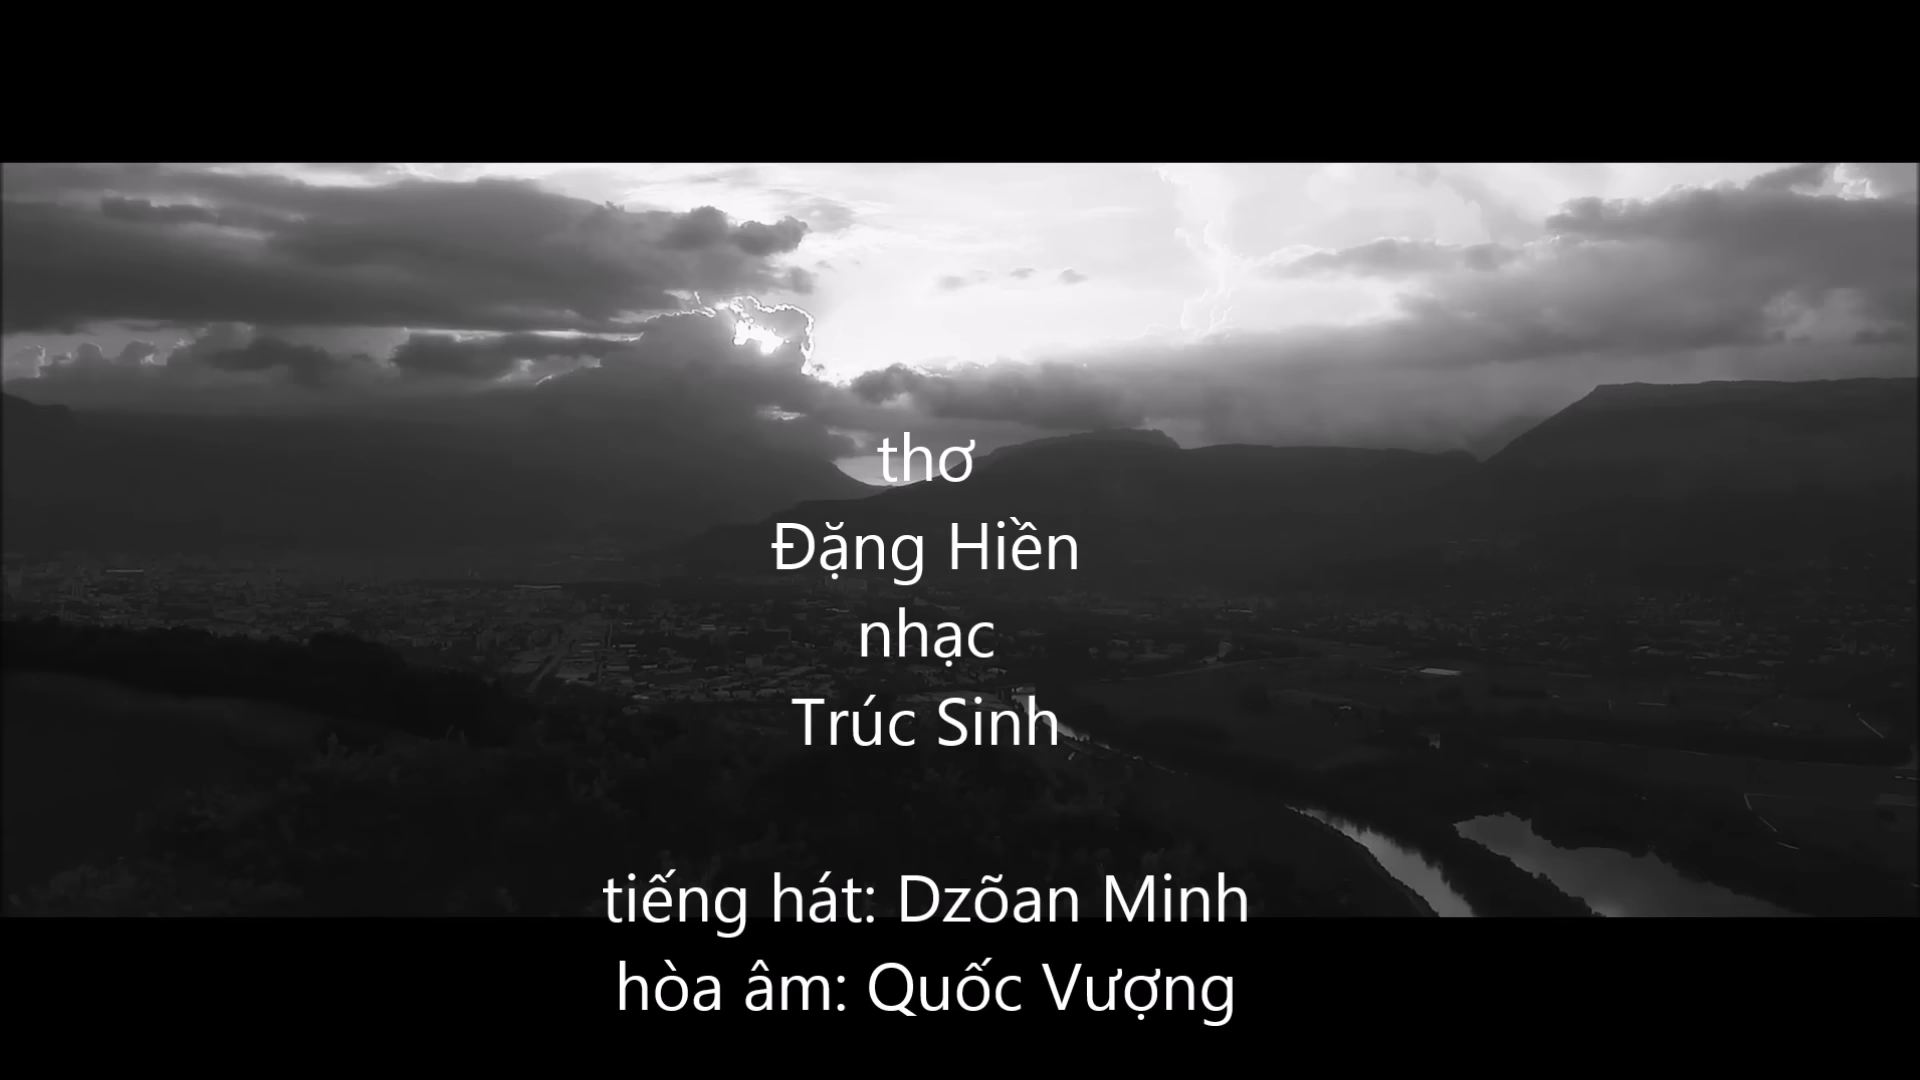 thơ
Đặng Hiền
nhạc
Trúc Sinh
tiếng hát: Dzõan Minh
hòa âm: Quốc Vượng